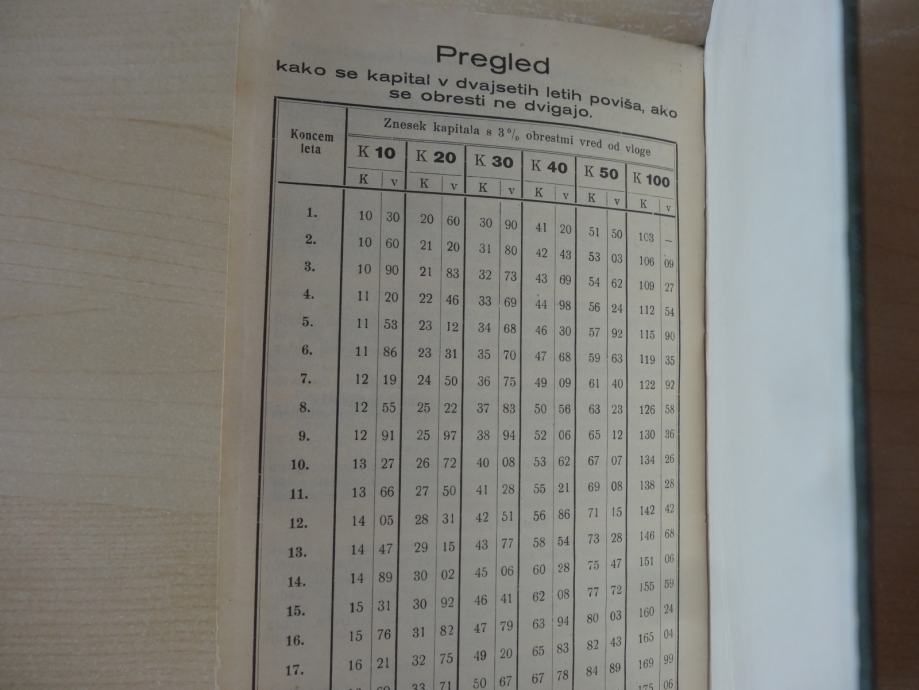 Pregled
kako se kapital v dvajsetih letih poviša, ako
se obresti ne dvigajo.
Koncem leta
Znesek kapitala s 3% obrestmi vred od vloge
K 10 K 20 K 30 K 40 K 50 K 100
K v K v K v K v K v K v
1. 10 30 20 60 30 90 41 20 51 50 103 –
2. 10 60 21 20 31 80 42 43 53 03 106 09
3. 10 90 21 83 32 73 43 69 54 62 109 27
4. 11 20 22 46 33 69 44 98 56 24 112 54
5. 11 53 23 12 34 68 46 30 57 92 115 90
6. 11 86 23 31 35 70 47 68 59 63 119 35
7. 12 19 24 50 36 75 49 09 61 40 122 92
8. 12 55 25 22 37 83 50 56 63 23 126 58
9. 12 91 25 97 38 94 52 06 65 12 130 36
10. 13 27 26 72 40 08 53 62 67 07 134 26
11. 13 66 27 50 41 28 55 21 69 08 138 28
12. 14 05 28 31 42 51 56 86 71 15 142 42
13. 14 47 29 15 43 77 58 54 73 28 146 68
14. 14 89 30 02 45 06 60 28 75 47 151 06
15. 15 31 30 92 46 41 62 08 77 72 155 59
16. 15 76 31 82 47 79 63 94 80 03 160 24
17. 16 21 32 75 49 20 65 83 82 43 165 04
33 71 50 67 67 78 84 89 169 99
175 06